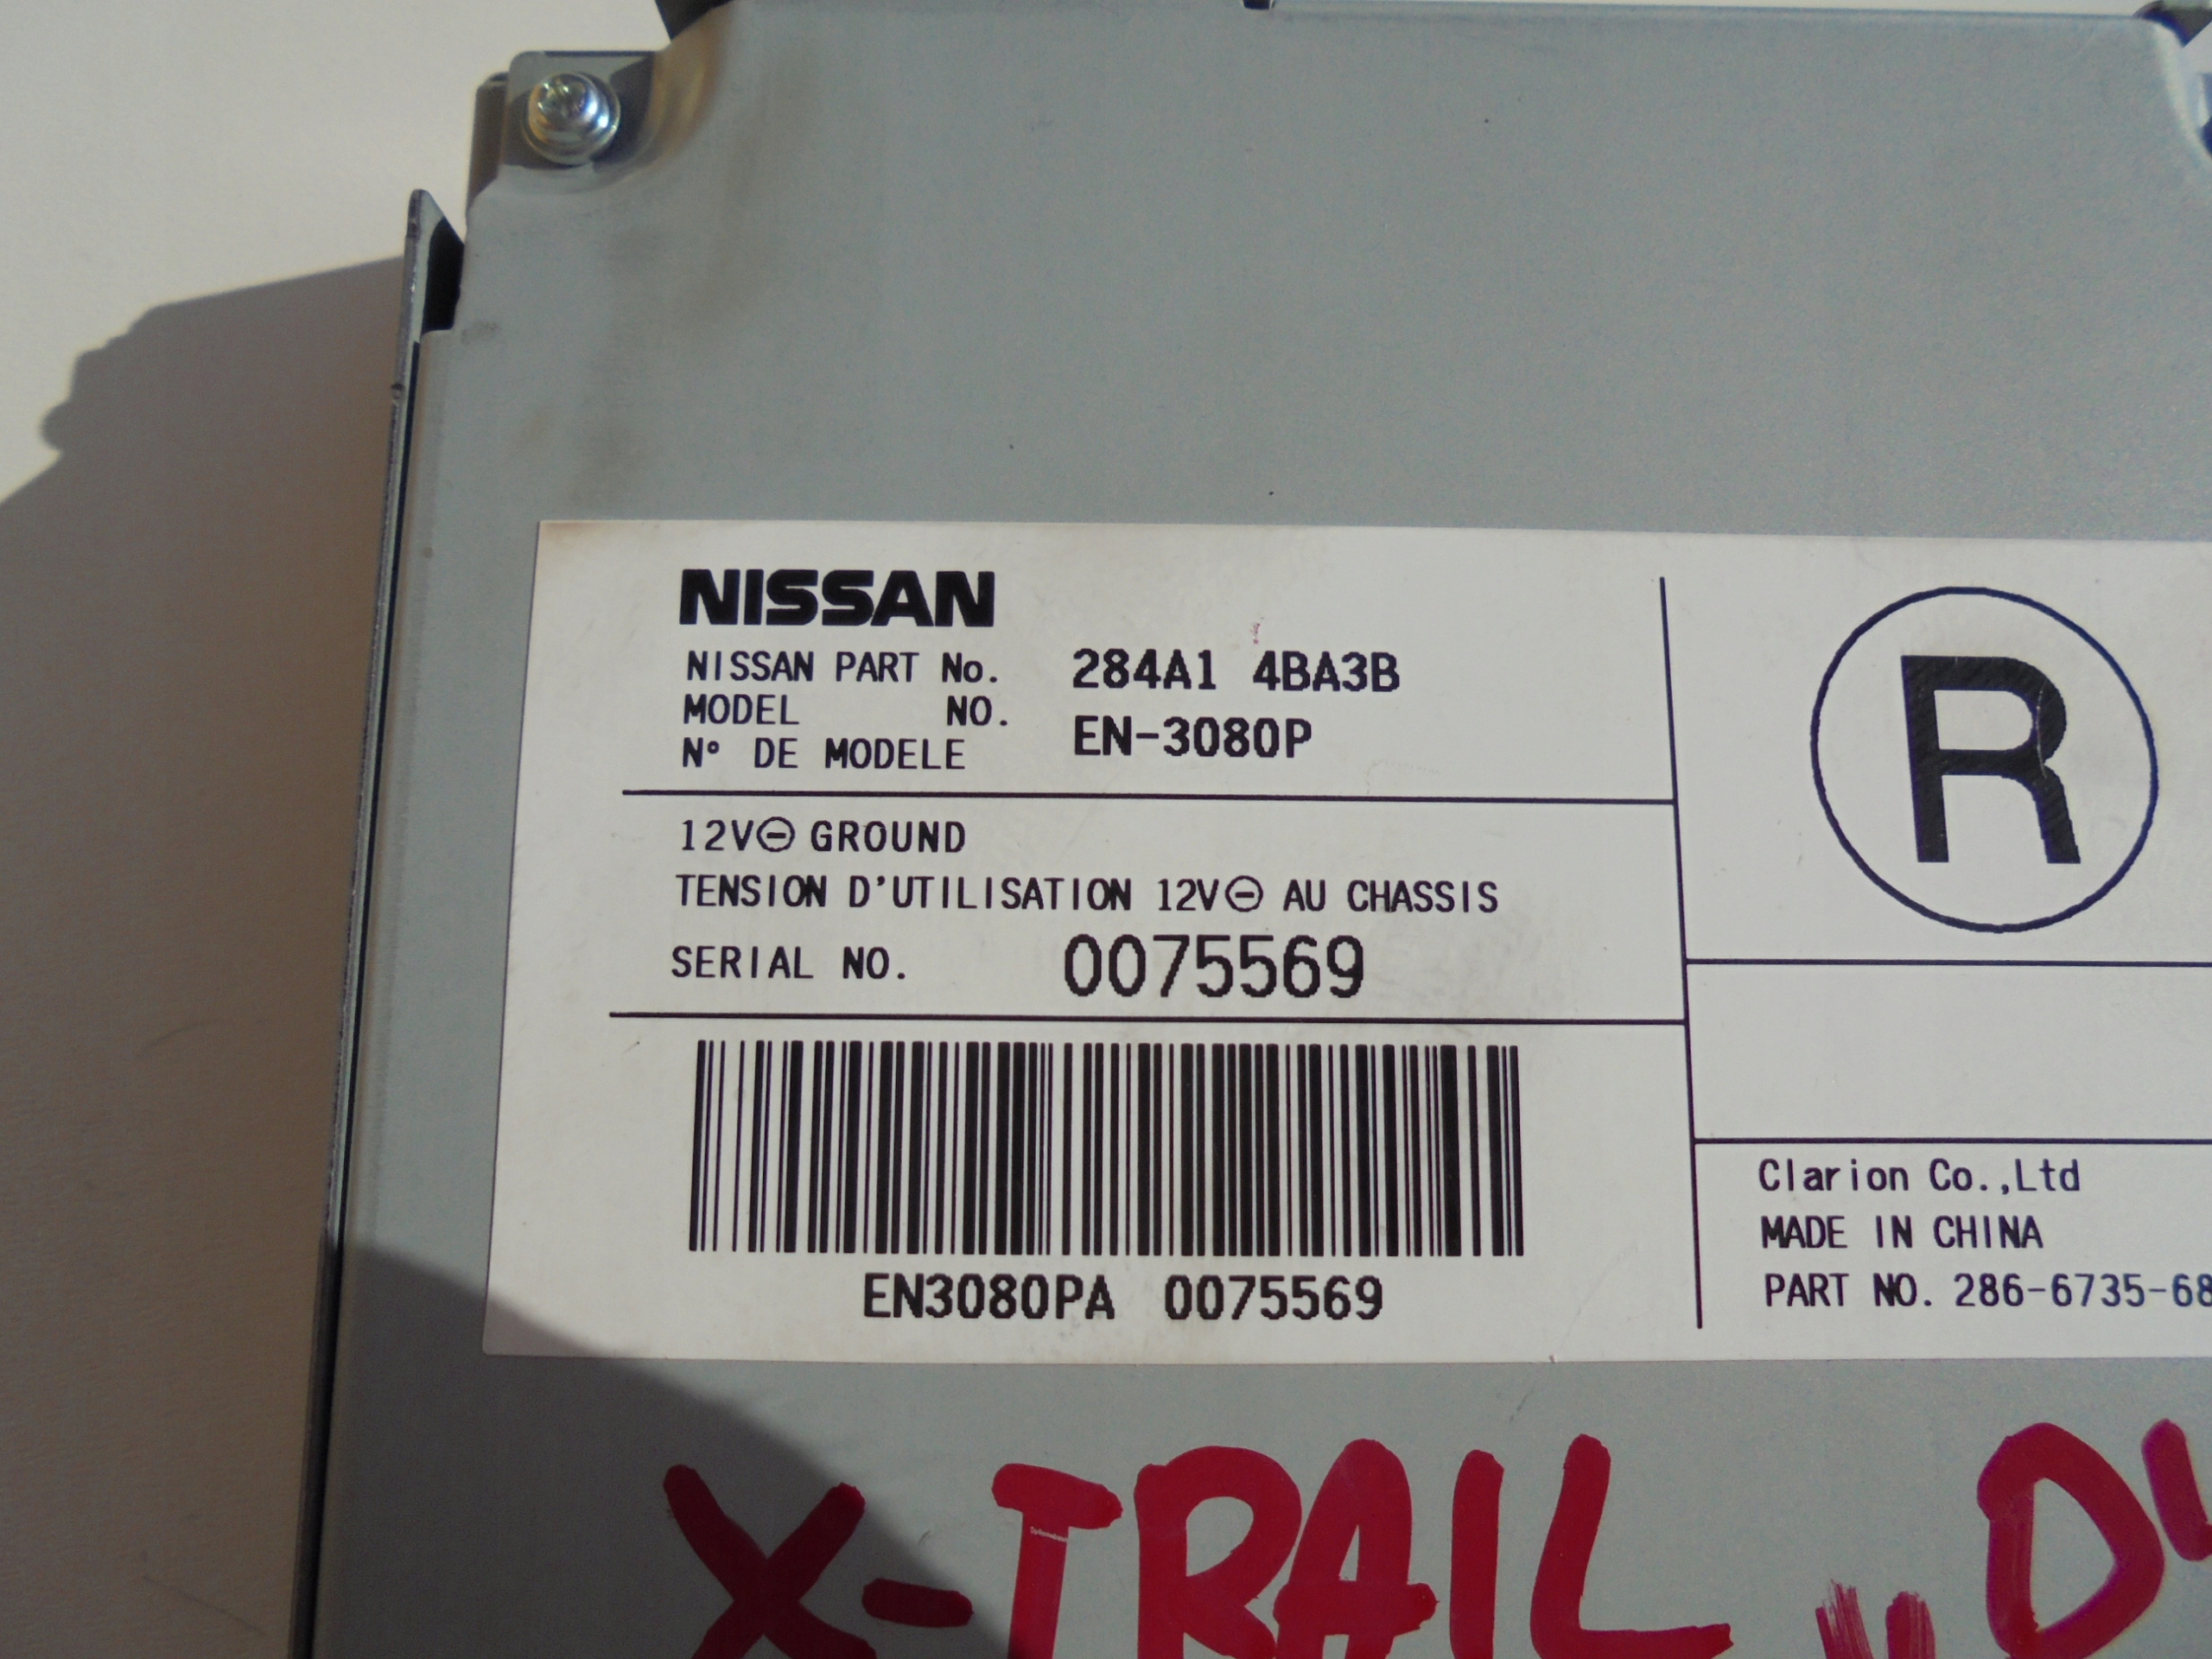 NISSAN
NISSAN PART No. 284A1 4BA3B
MODEL NO. EN-3080P
N° DE MODELE
12V⊖ GROUND
TENSION D'UTILISATION 12V⊖ AU CHASSIS
SERIAL NO. 0075569
EN3080PA 0075569
R
Clarion Co.,Ltd
MADE IN CHINA
PART NO. 286-6735-68
X-TRAIL „D"